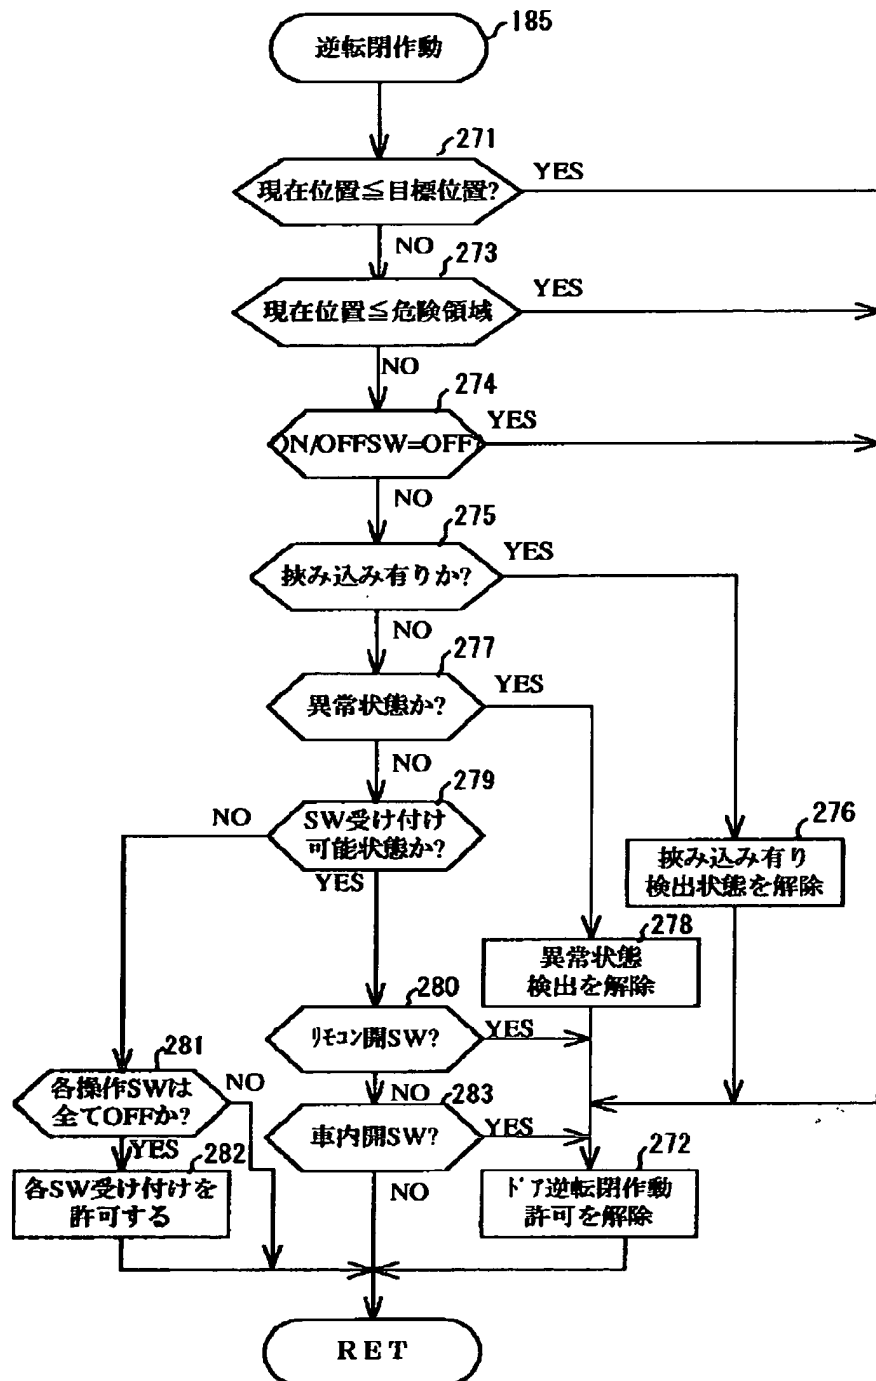 185
逆転閉作動
271
現在位置≦目標位置?
YES
NO
273
現在位置≦危険領域
YES
NO
274
ON/OFFSW=OFF?
YES
NO
275
挟み込み有りか?
YES
NO
277
異常状態か?
YES
NO
279
SW受け付け
可能状態か?
NO
YES
276
挟み込み有り
検出状態を解除
278
異常状態
検出を解除
280
リモコン開SW?
YES
NO
281
各操作SWは
全てOFFか?
NO
YES
283
車内開SW?
YES
NO
282
各SW受け付けを
許可する
272
ドア逆転閉作動
許可を解除
RET